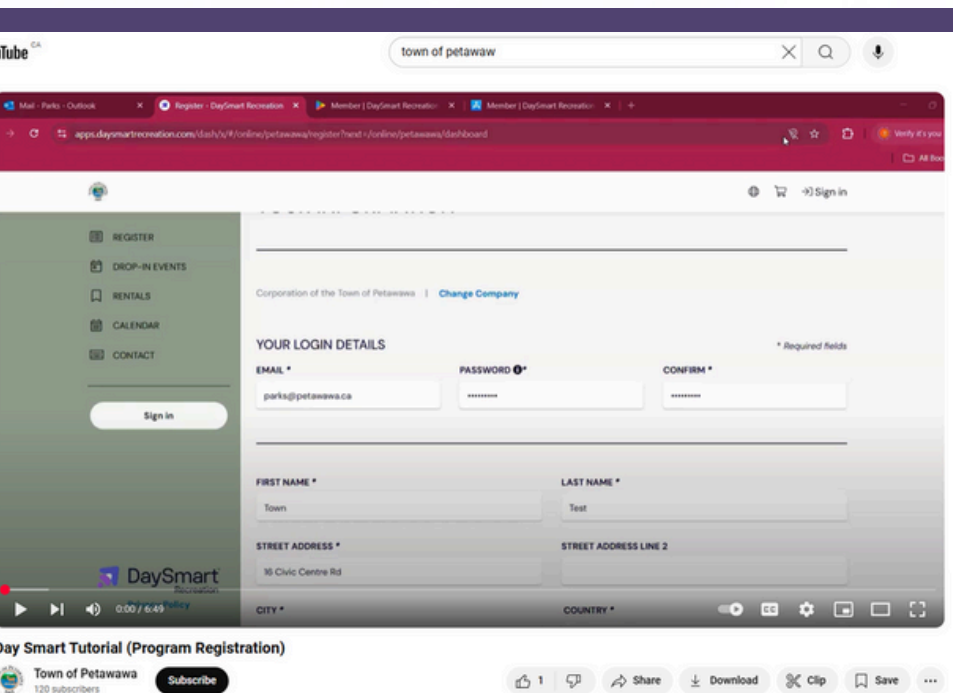 Tube CA
town of petawaw
Mail - Parks - Outlook
Register - DaySmart Recreation
Member | DaySmart Recreation
Member | DaySmart Recreation
apps.daysmartrecreation.com/dash/x/#/online/petawawa/register?next=/online/petawawa/dashboard
Verify it's you
All Boo
Sign in
REGISTER
DROP-IN EVENTS
RENTALS
CALENDAR
CONTACT
Sign in
Corporation of the Town of Petawawa | Change Company
YOUR LOGIN DETAILS
* Required fields
EMAIL *
PASSWORD *
CONFIRM *
parks@petawawa.ca
•••••••••
•••••••••
FIRST NAME *
LAST NAME *
Town
Test
STREET ADDRESS *
STREET ADDRESS LINE 2
16 Civic Centre Rd
DaySmart
Recreation
Policy
0:00 / 6:49
CITY *
COUNTRY *
CC
Day Smart Tutorial (Program Registration)
Town of Petawawa
120 subscribers
Subscribe
1
Share
Download
Clip
Save